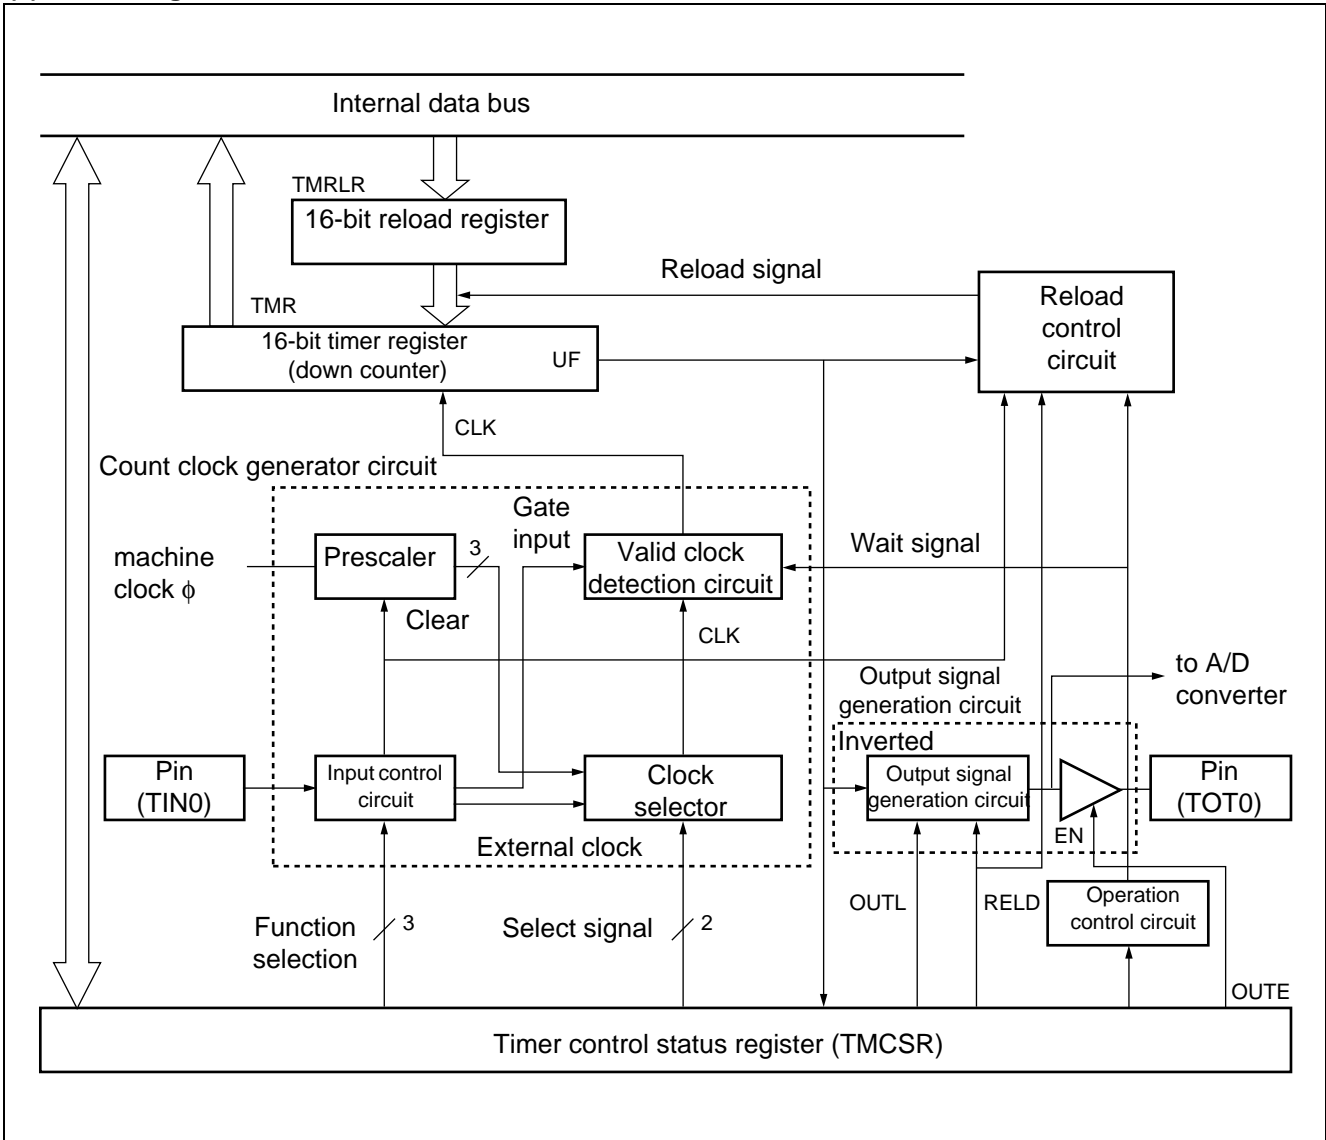 Internal data bus
TMRLR
16-bit reload register
Reload signal
Reload
control
circuit
TMR
16-bit timer register
(down counter)
UF
CLK
Count clock generator circuit
Gate
input
machine
clock ϕ
Prescaler
3
Valid clock
detection circuit
Wait signal
Clear
CLK
Output signal
generation circuit
to A/D
converter
Inverted
Pin
(TIN0)
Input control
circuit
Clock
selector
Output signal
generation circuit
EN
Pin
(TOT0)
External clock
Function
selection
3
Select signal
2
OUTL
RELD
Operation
control circuit
OUTE
Timer control status register (TMCSR)